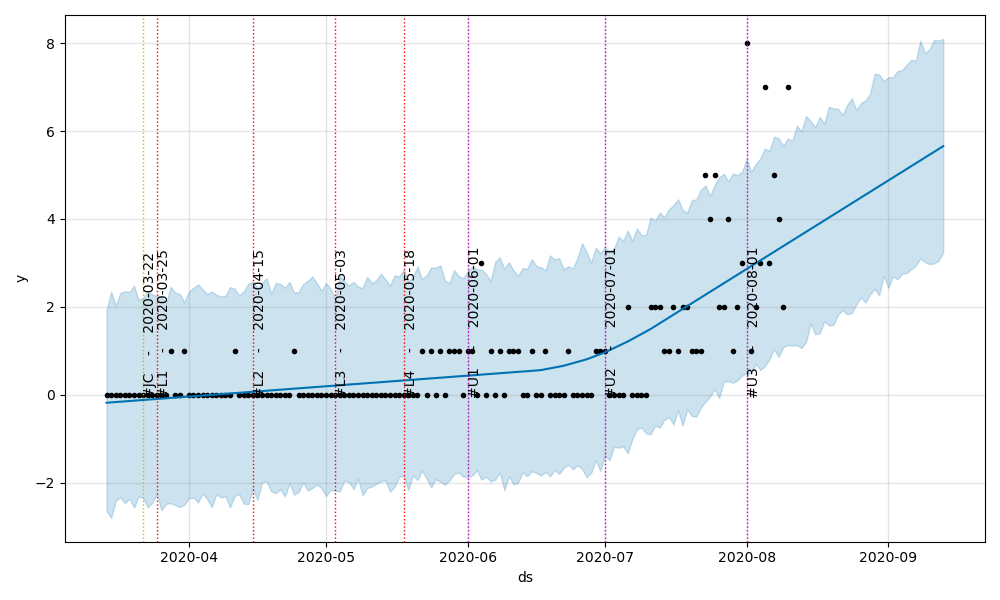 8
6
4
2
0
−2
y
#JC - 2020-03-22
#L1 - 2020-03-25
#L2 - 2020-04-15
#L3 - 2020-05-03
#L4 - 2020-05-18
#U1 - 2020-06-01
#U2 - 2020-07-01
#U3 - 2020-08-01
2020-04
2020-05
2020-06
2020-07
2020-08
2020-09
ds